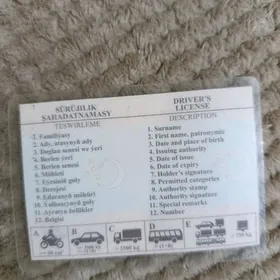 SÜRÜJILIK
ŞAHADATNAMASY
TESWIRLEME
1. Familiýasy
2. Ady, atasynyň ady
3. Doglan senesi we ýeri
4. Berlen ýeri
5. Berlen senesi
6. Möhleti
7. Eýesiniň goly
8. Derejesi
9. Edaranyň möhüri
10. Ýolbaşçynyň goly
11. Aýratyn bellikler
12. Belgisi
DRIVER'S
LICENSE
DESCRIPTION
1. Surname
2. First name, patronymic
3. Date and place of birth
4. Issuing authority
5. Date of issue
6. Date of expiry
7. Holder's signature
8. Permitted categories
9. Authority stamp
10. Authority signature
11. Special remarks
12. Number
A B C D E